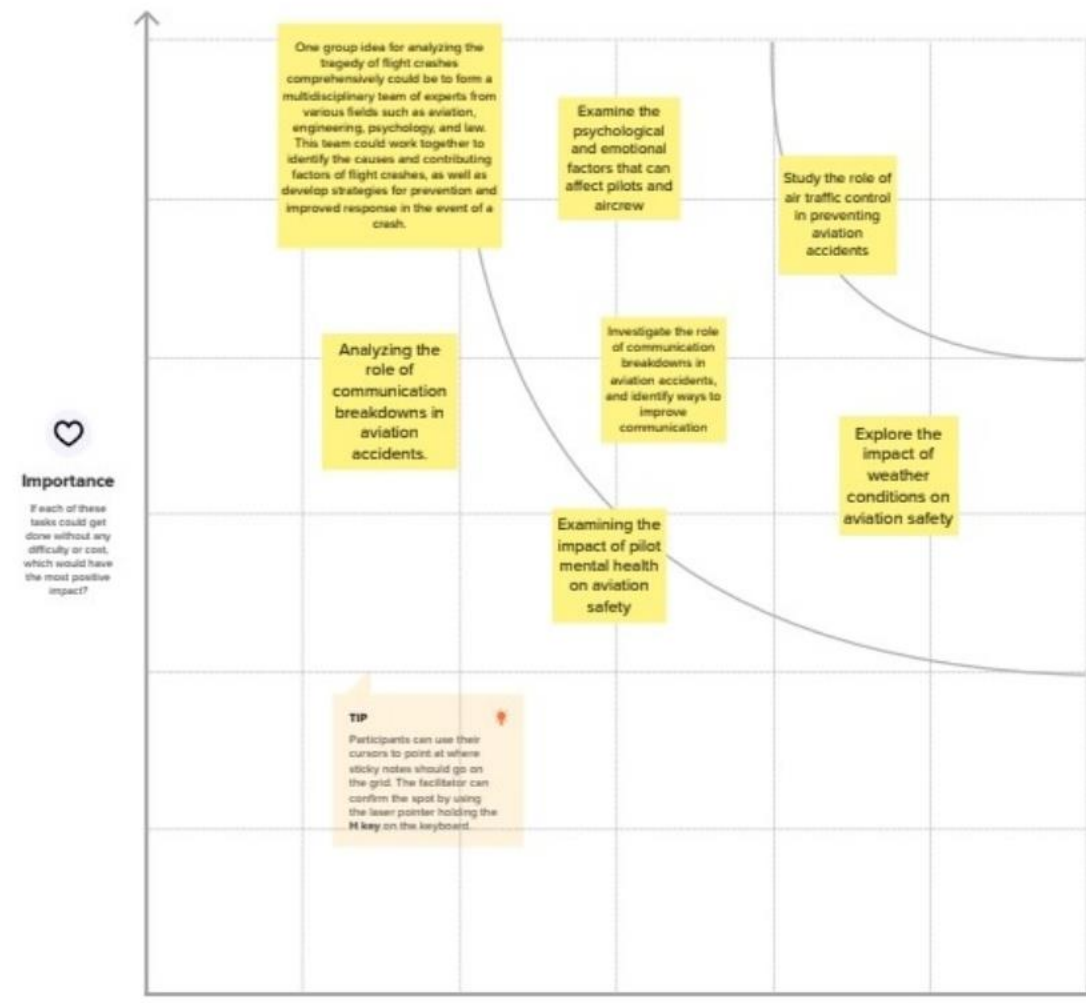 One group idea for analyzing the
tragedy of flight crashes
comprehensively could be to form a
multidisciplinary team of experts from
various fields such as aviation,
engineering, psychology, and law.
This team could work together to
identify the causes and contributing
factors of flight crashes, as well as
develop strategies for prevention and
improved response in the event of a
crash.
Examine the
psychological
and emotional
factors that can
affect pilots and
aircrew
Study the role of
air traffic control
in preventing
aviation
accidents
Analyzing the
role of
communication
breakdowns in
aviation
accidents.
Investigate the role
of communication
breakdowns in
aviation accidents,
and identify ways to
improve
communication
Explore the
impact of
weather
conditions on
aviation safety
Importance
If each of these
tasks could get
done without any
difficulty or cost,
which would have
the most positive
impact?
Examining the
impact of pilot
mental health
on aviation
safety
TIP
Participants can use their
cursors to point at where
sticky notes should go on
the grid. The facilitator can
confirm the spot by using
the laser pointer holding the
H key on the keyboard.